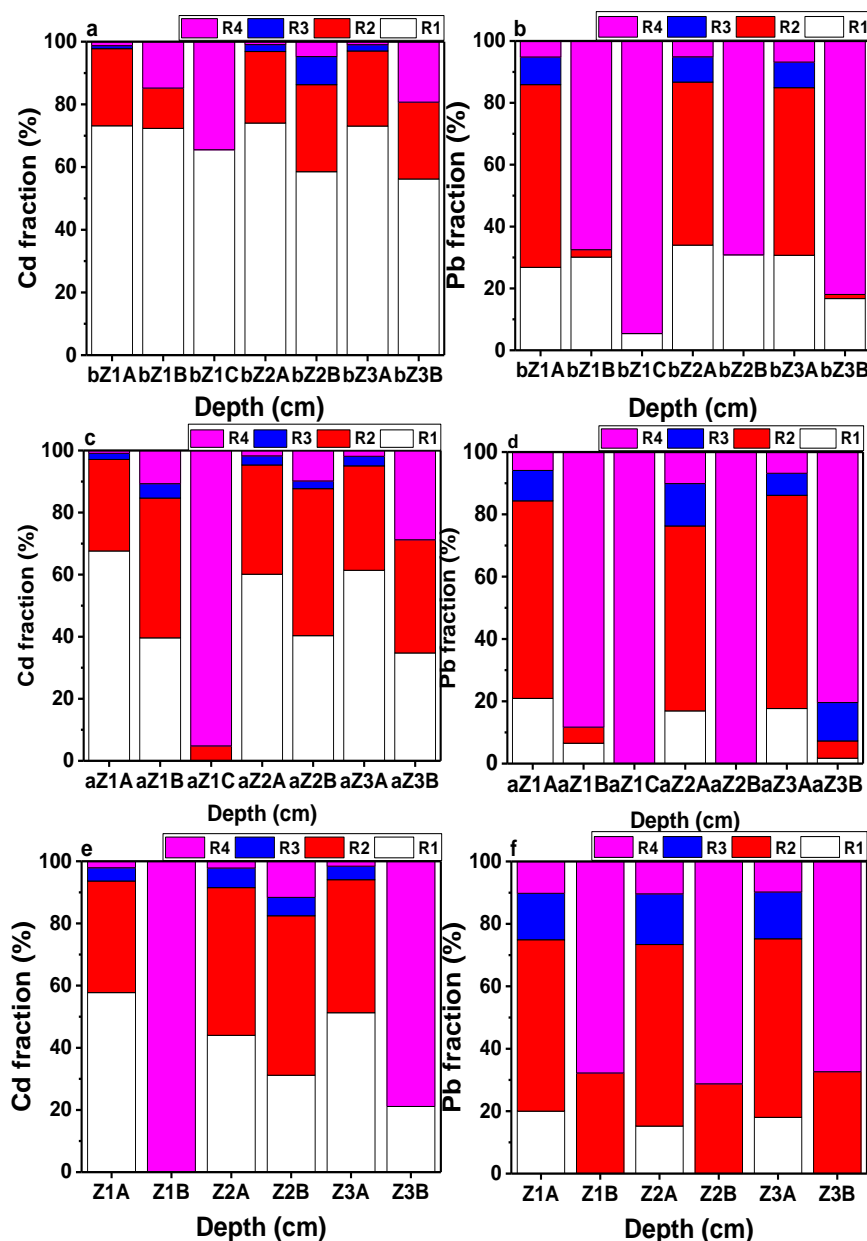 a
R4 R3 R2 R1
Cd fraction (%)
100
80
60
40
20
0
bZ1A bZ1B bZ1C bZ2A bZ2B bZ3A bZ3B
Depth (cm)
b
R4 R3 R2 R1
Pb fraction (%)
100
80
60
40
20
0
bZ1A bZ1B bZ1C bZ2A bZ2B bZ3A bZ3B
Depth (cm)
c
R4 R3 R2 R1
Cd fraction (%)
100
80
60
40
20
0
aZ1A aZ1B aZ1C aZ2A aZ2B aZ3A aZ3B
Depth (cm)
d
R4 R3 R2 R1
Pb fraction (%)
100
80
60
40
20
0
aZ1A aZ1B aZ1C aZ2A aZ2B aZ3A aZ3B
Depth (cm)
e
R4 R3 R2 R1
Cd fraction (%)
100
80
60
40
20
0
Z1A Z1B Z2A Z2B Z3A Z3B
Depth (cm)
f
R4 R3 R2 R1
Pb fraction (%)
100
80
60
40
20
0
Z1A Z1B Z2A Z2B Z3A Z3B
Depth (cm)